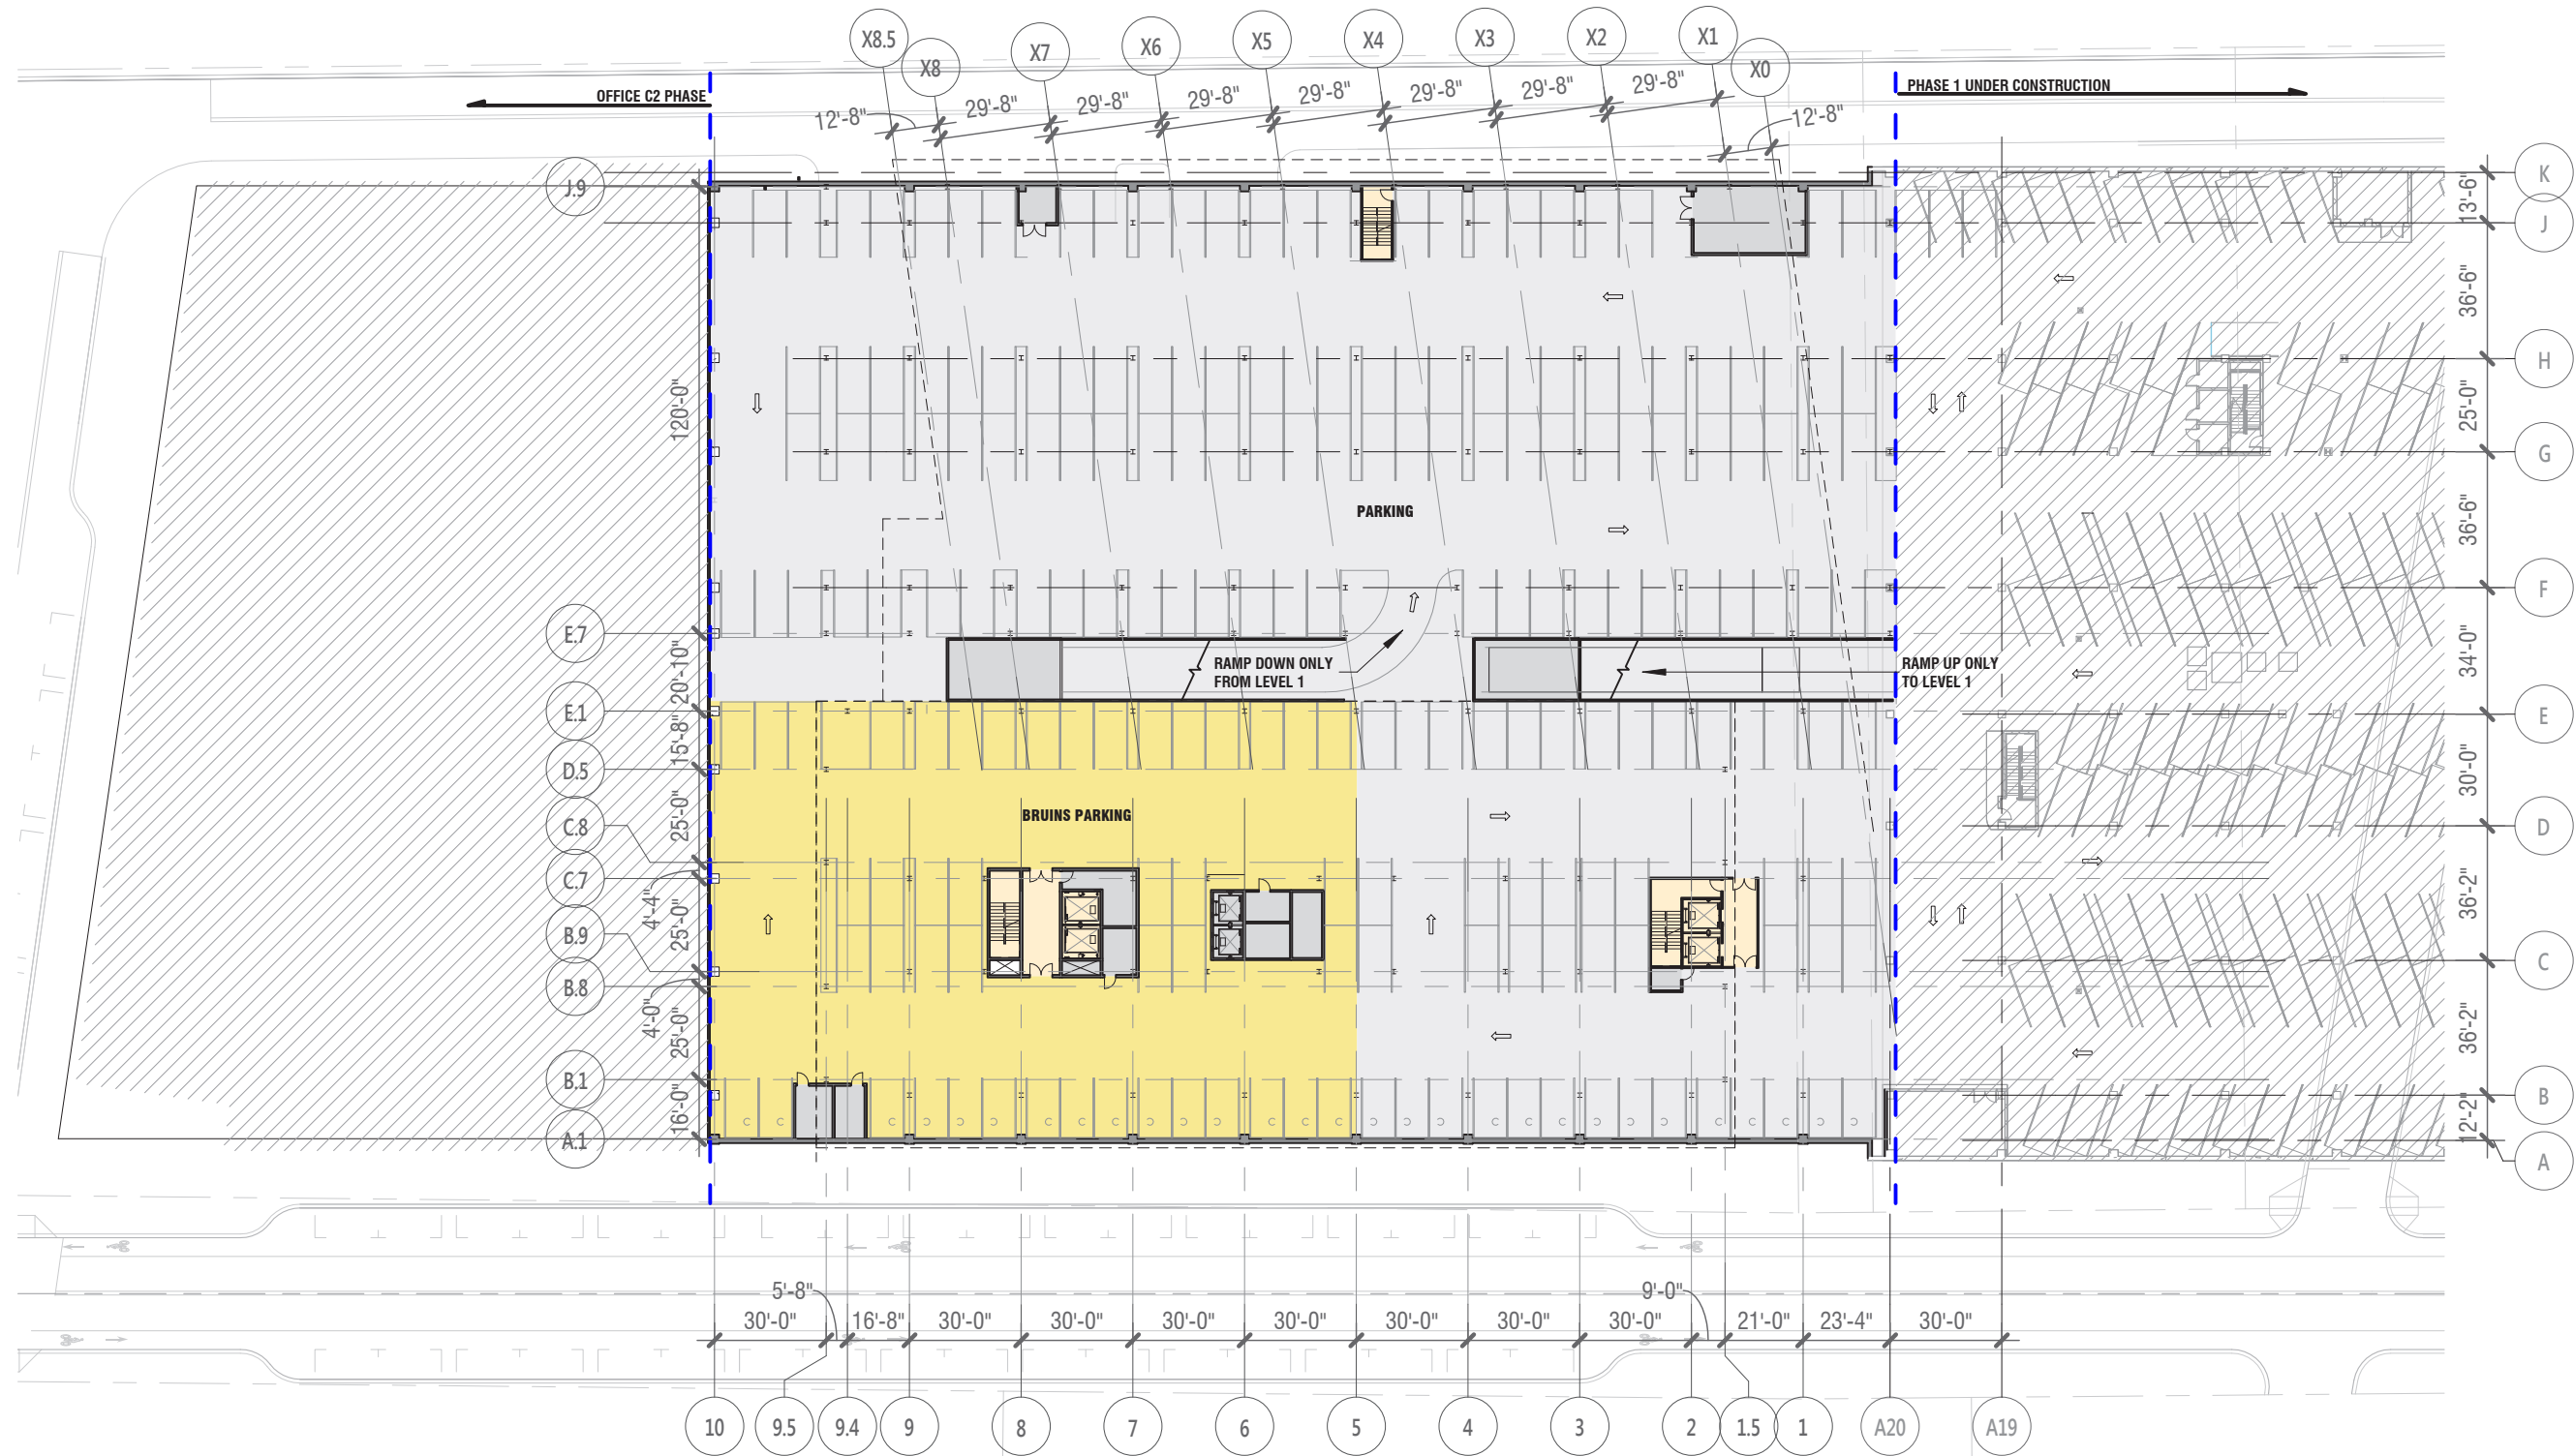 X8.5
X8
X7
X6
X5
X4
X3
X2
X1
X0
OFFICE C2 PHASE
PHASE 1 UNDER CONSTRUCTION
12'-8"
29'-8"
29'-8"
29'-8"
29'-8"
29'-8"
29'-8"
29'-8"
12'-8"
J.9
K
13'-6"
J
36'-6"
H
120'-0"
25'-0"
G
PARKING
36'-6"
F
E.7
34'-0"
RAMP DOWN ONLY
FROM LEVEL 1
RAMP UP ONLY
TO LEVEL 1
20'-10"
E.1
E
15'-8"
D.5
30'-0"
BRUINS PARKING
25'-0"
C.8
D
C.7
4'-4"
36'-2"
25'-0"
B.9
C
B.8
4'-0"
25'-0"
36'-2"
B.1
B
16'-0"
12'-2"
A.1
A
5'-8"
9'-0"
30'-0"
16'-8"
30'-0"
30'-0"
30'-0"
30'-0"
30'-0"
30'-0"
30'-0"
21'-0"
23'-4"
30'-0"
10
9.5
9.4
9
8
7
6
5
4
3
2
1.5
1
A20
A19